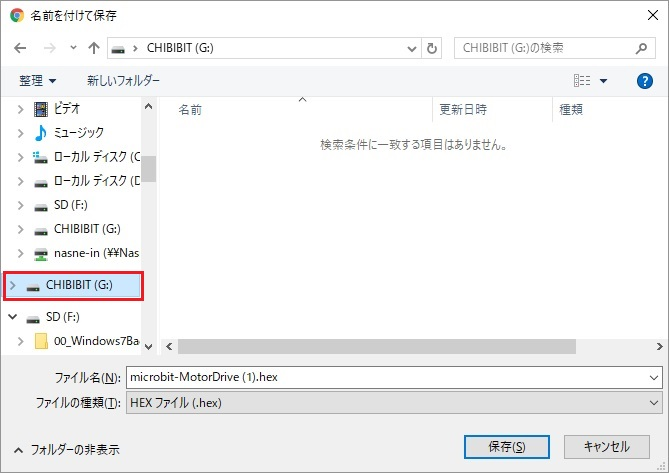 名前を付けて保存
CHIBIBIT (G:)
CHIBIBIT (G:)の検索
整理
新しいフォルダー
ビデオ
ミュージック
ローカル ディスク (C
ローカル ディスク (D
SD (F:)
CHIBIBIT (G:)
nasne-in (¥¥Nas
CHIBIBIT (G:)
SD (F:)
00_Windows7Ba
名前
更新日時
種類
検索条件に一致する項目はありません。
ファイル名(N):
microbit-MotorDrive (1).hex
ファイルの種類(T):
HEX ファイル (.hex)
フォルダーの非表示
保存(S)
キャンセル